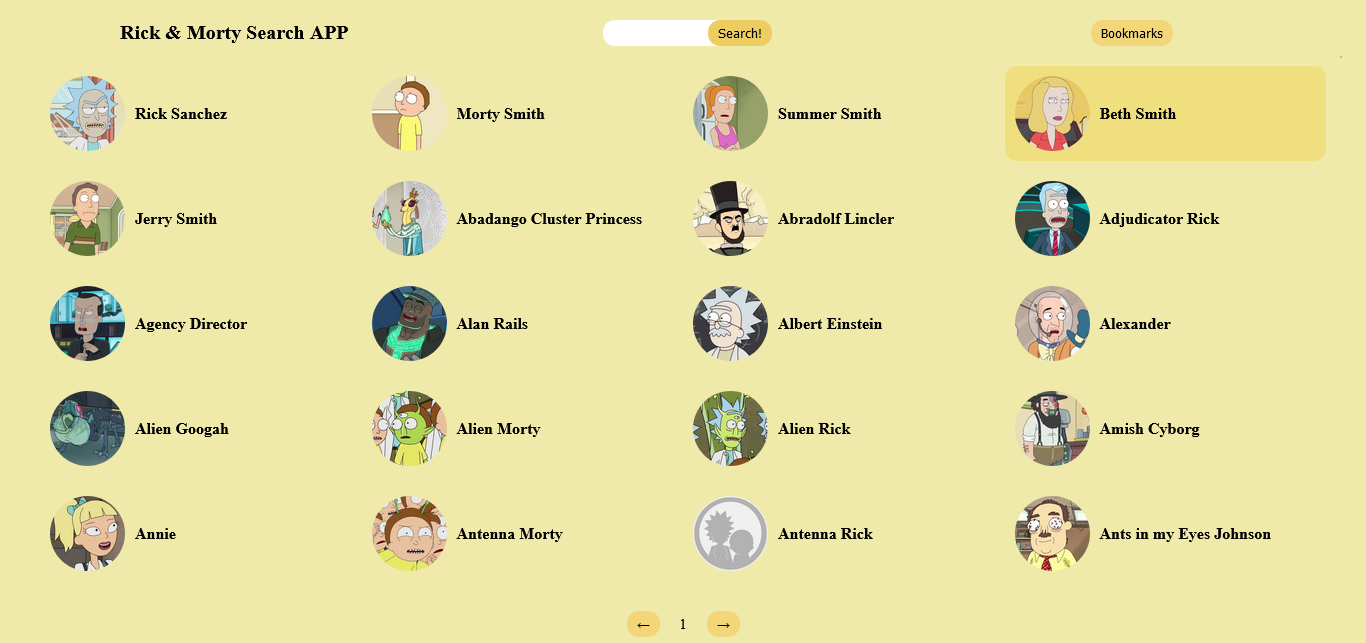 Rick & Morty Search APP Search! Bookmarks
Rick Sanchez Morty Smith Summer Smith Beth Smith
Jerry Smith Abadango Cluster Princess Abradolf Lincler Adjudicator Rick
Agency Director Alan Rails Albert Einstein Alexander
Alien Googah Alien Morty Alien Rick Amish Cyborg
Annie Antenna Morty Antenna Rick Ants in my Eyes Johnson
← 1 →